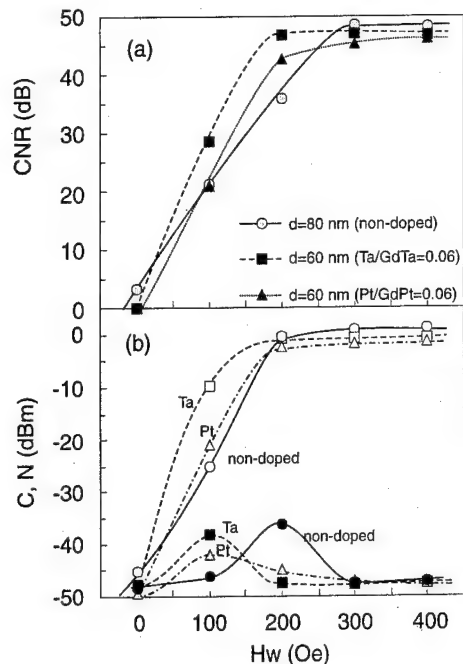 50
(a)
40
30
CNR (dB)
20
d=80 nm (non-doped)
d=60 nm (Ta/GdTa=0.06)
10
d=60 nm (Pt/GdPt=0.06)
0
0
(b)
-10
Ta
Pt
-20
non-doped
C, N (dBm)
-30
Ta
non-doped
-40
Pt
-50
0 100 200 300 400
Hw (Oe)